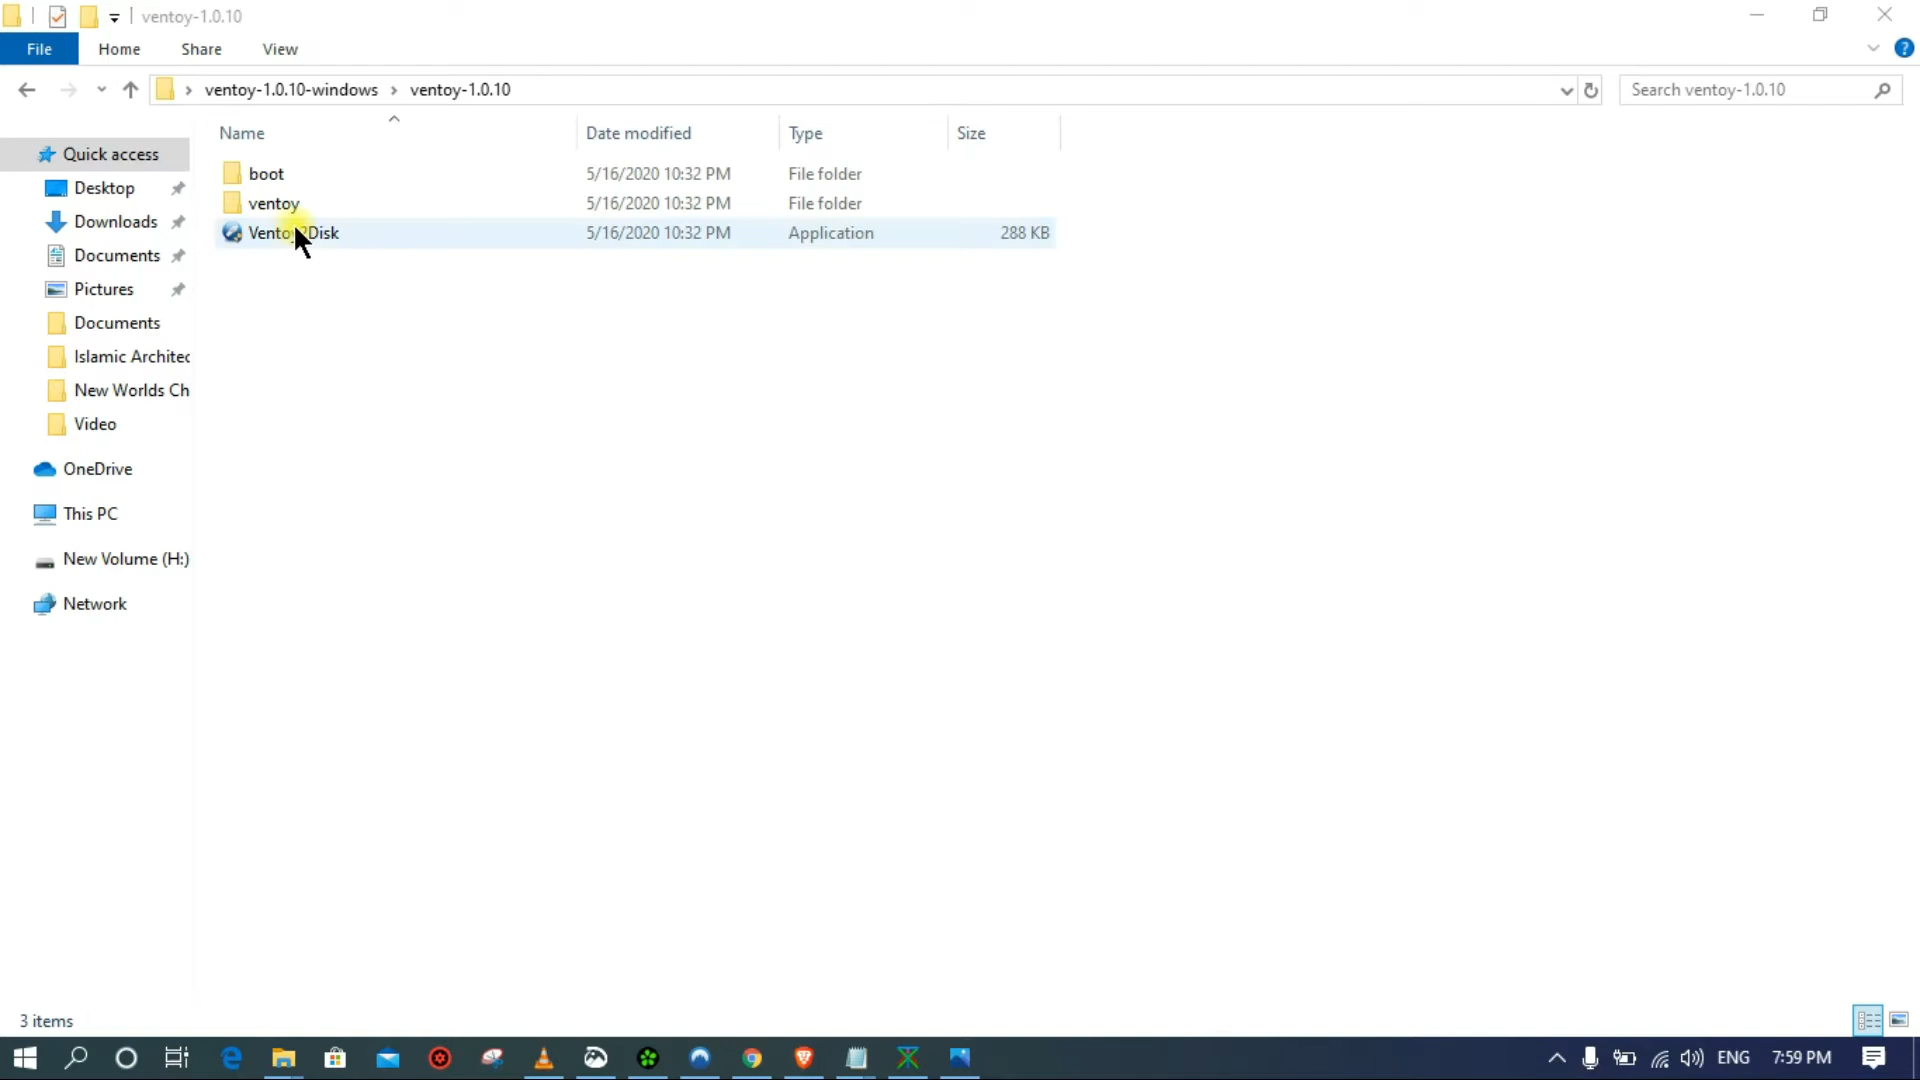 ventoy-1.0.10
File Home Share View
ventoy-1.0.10-windows ventoy-1.0.10 Search ventoy-1.0.10
Name Date modified Type Size
Quick access
Desktop
Downloads
Documents
Pictures
Documents
Islamic Architec
New Worlds Ch
Video
OneDrive
This PC
New Volume (H:)
Network
boot 5/16/2020 10:32 PM File folder
ventoy 5/16/2020 10:32 PM File folder
Ventoy2Disk 5/16/2020 10:32 PM Application 288 KB
3 items
ENG 7:59 PM